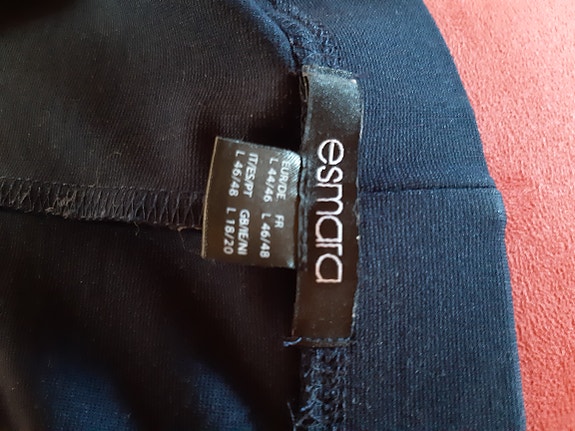 esmara
EUR/DE FR
L 44/46 L 46/48
IT/ES/PT GB/IE/NI
L 46/48 L 18/20